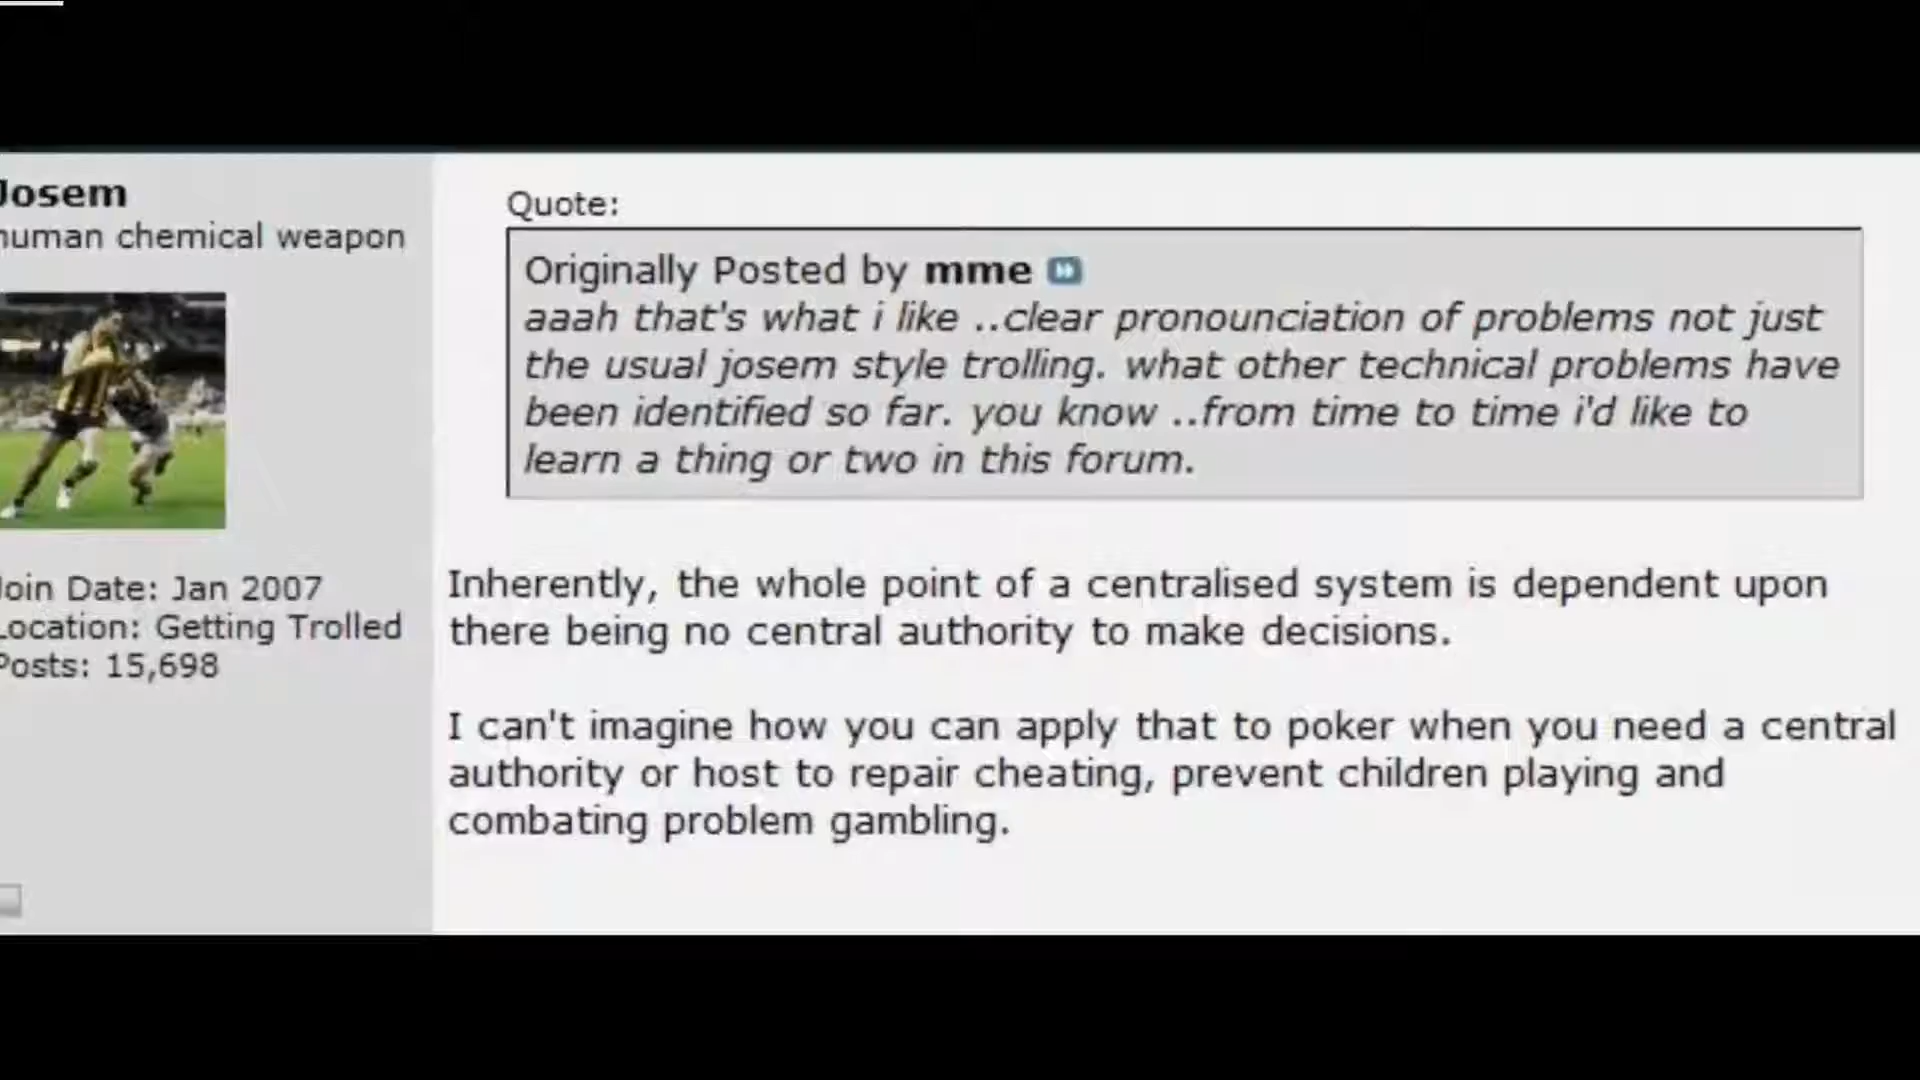 Josem
human chemical weapon
Join Date: Jan 2007
Location: Getting Trolled
Posts: 15,698
Quote:
Originally Posted by mme
aaah that's what i like ..clear pronounciation of problems not just
the usual josem style trolling. what other technical problems have
been identified so far. you know ..from time to time i'd like to
learn a thing or two in this forum.
Inherently, the whole point of a centralised system is dependent upon
there being no central authority to make decisions.
I can't imagine how you can apply that to poker when you need a central
authority or host to repair cheating, prevent children playing and
combating problem gambling.